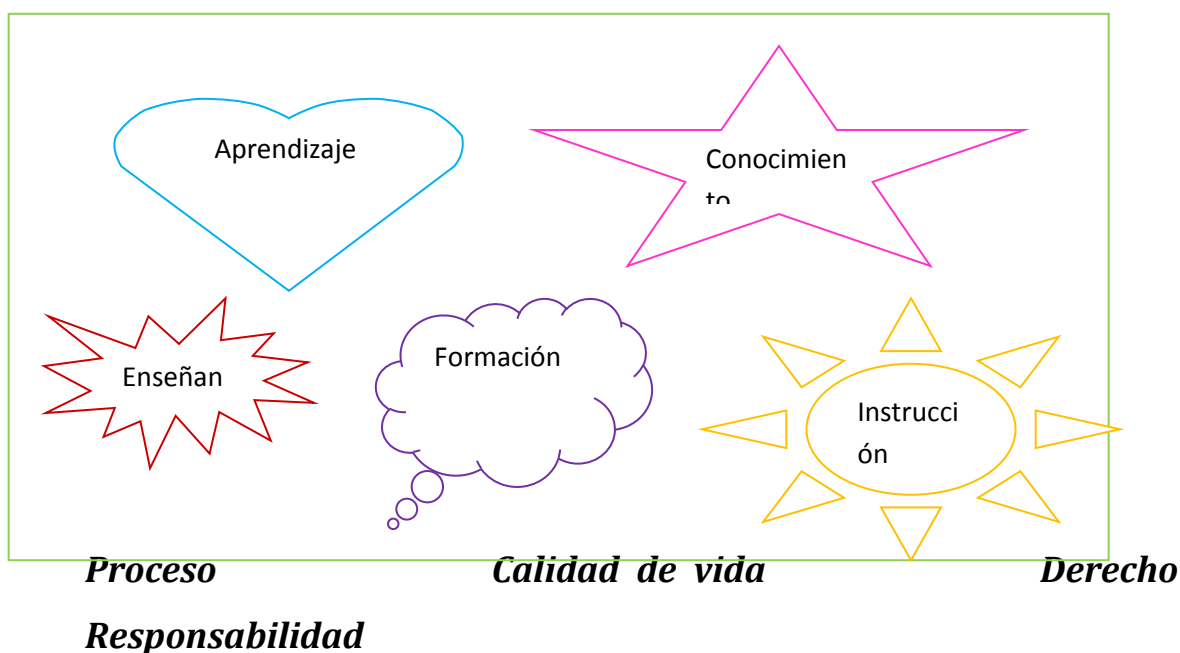 Aprendizaje
Conocimien
to
Enseñan
Formación
Instrucci
ón
Proceso Calidad de vida Derecho
Responsabilidad